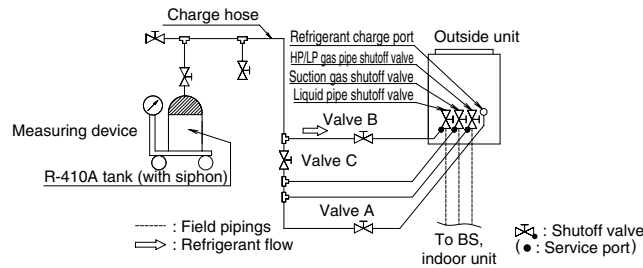 Charge hose
Outside unit
Refrigerant charge port
HP/LP gas pipe shutoff valve
Suction gas shutoff valve
Liquid pipe shutoff valve
Valve B
Measuring device
Valve C
R-410A tank (with siphon)
Valve A
: Field pipings
: Refrigerant flow
To BS,
indoor unit
: Shutoff valve
( : Service port)